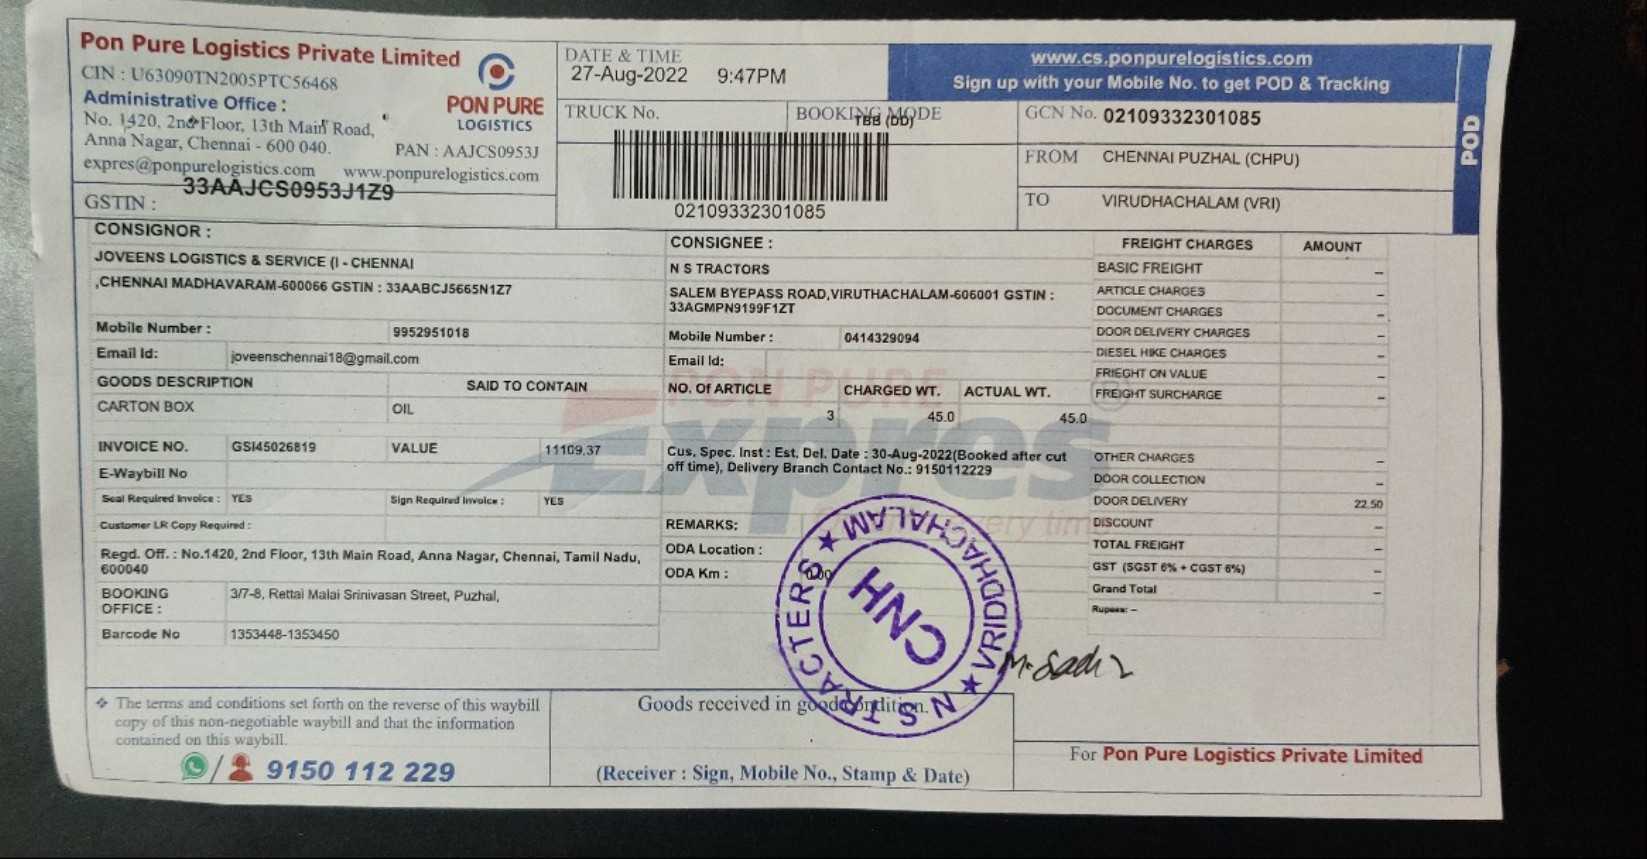 Pon Pure Logistics Private Limited
CIN : U63090TN2005PTC56468
Administrative Office :
No. 1420, 2nd Floor, 13th Main Road,
Anna Nagar, Chennai - 600 040.
PAN : AAJCS0953J
expres@ponpurelogistics.com www.ponpurelogistics.com
33AAJCS0953J1Z9
GSTIN :
PON PURE
LOGISTICS
DATE & TIME
27-Aug-2022 9:47PM
TRUCK No.
BOOKING MODE
TBB (DD)
02109332301085
www.cs.ponpurelogistics.com
Sign up with your Mobile No. to get POD & Tracking
GCN No. 02109332301085
FROM CHENNAI PUZHAL (CHPU)
TO VIRUDHACHALAM (VRI)
POD
CONSIGNOR :
JOVEENS LOGISTICS & SERVICE (I - CHENNAI
,CHENNAI MADHAVARAM-600066 GSTIN : 33AABCJ5665N1Z7
Mobile Number : 9952951018
Email Id: joveenschennai18@gmail.com
GOODS DESCRIPTION SAID TO CONTAIN
CARTON BOX OIL
INVOICE NO. GSI45026819 VALUE 11109.37
E-Waybill No
Seal Required Invoice : YES Sign Required Invoice : YES
Customer LR Copy Required :
Regd. Off. : No.1420, 2nd Floor, 13th Main Road, Anna Nagar, Chennai, Tamil Nadu,
600040
BOOKING
OFFICE : 3/7-8, Rettai Malai Srinivasan Street, Puzhal,
Barcode No 1353448-1353450
CONSIGNEE :
N S TRACTORS
SALEM BYEPASS ROAD,VIRUTHACHALAM-606001 GSTIN :
33AGMPN9199F1ZT
Mobile Number : 0414329094
Email Id:
NO. Of ARTICLE CHARGED WT. ACTUAL WT.
3 45.0 45.0
Cus. Spec. Inst : Est. Del. Date : 30-Aug-2022(Booked after cut
off time), Delivery Branch Contact No.: 9150112229
REMARKS:
ODA Location :
ODA Km : 0.00
PON PURE
Expres
FREIGHT CHARGES AMOUNT
BASIC FREIGHT –
ARTICLE CHARGES –
DOCUMENT CHARGES –
DOOR DELIVERY CHARGES –
DIESEL HIKE CHARGES –
FRIEGHT ON VALUE –
FREIGHT SURCHARGE –
OTHER CHARGES –
DOOR COLLECTION –
DOOR DELIVERY 22.50
DISCOUNT –
TOTAL FREIGHT –
GST (SGST 6% + CGST 6%) –
Grand Total –
Rupees: –
N S TRACTERS ★ VRIDDHACHALAM ★
CNH
The terms and conditions set forth on the reverse of this waybill
copy of this non-negotiable waybill and that the information
contained on this waybill.
9150 112 229
Goods received in good condition.
(Receiver : Sign, Mobile No., Stamp & Date)
For Pon Pure Logistics Private Limited